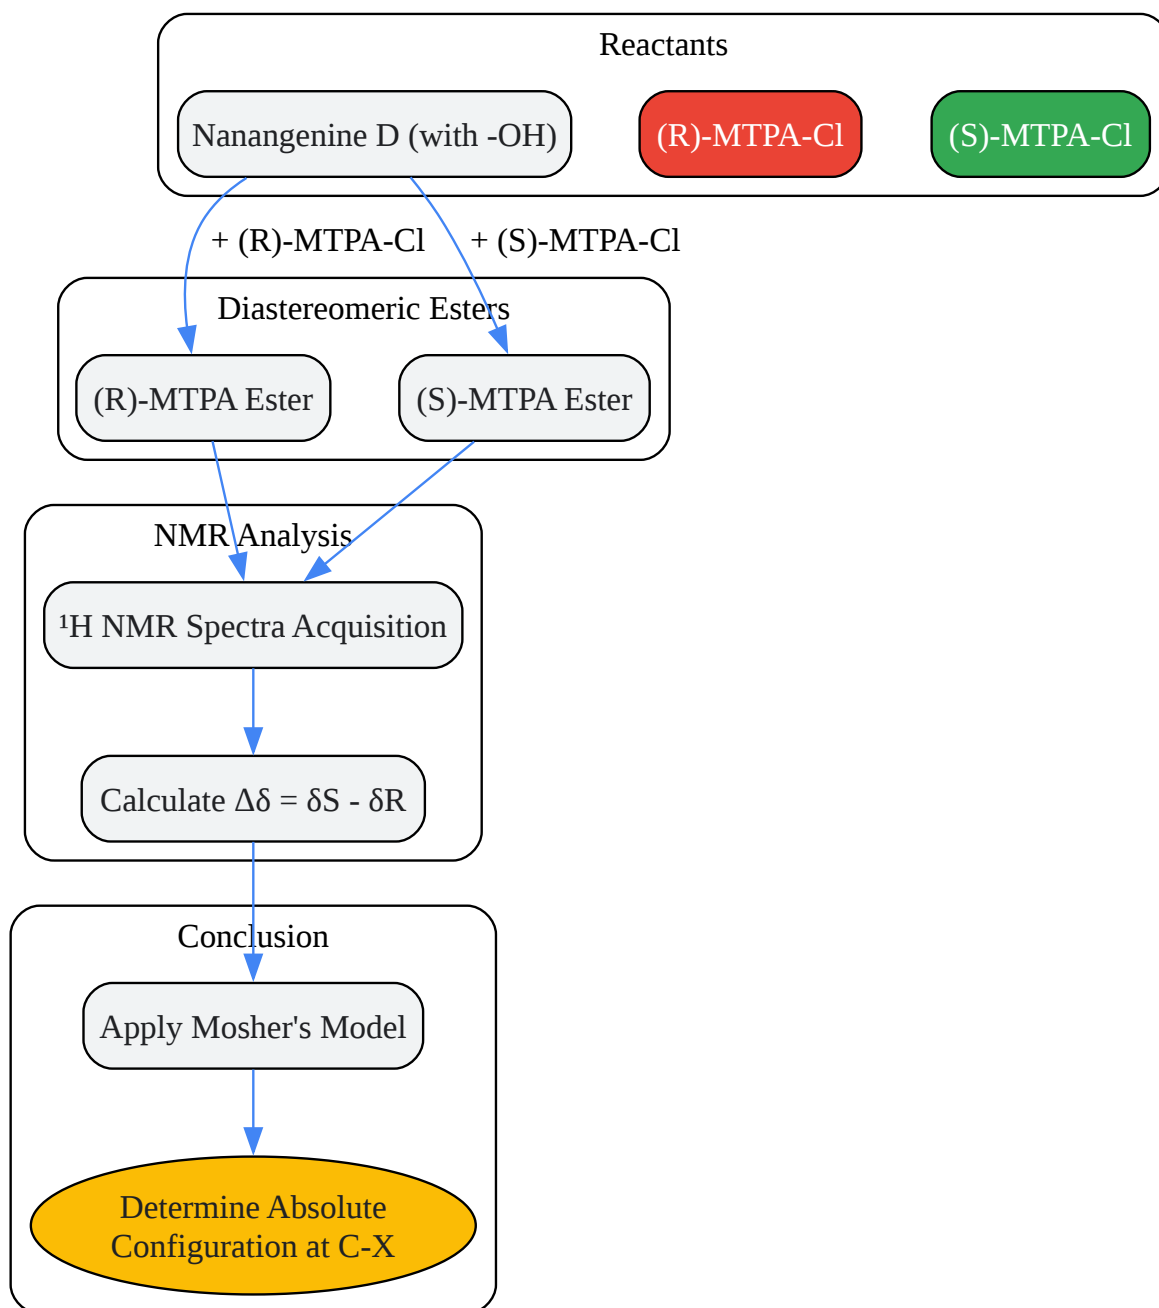 Reactants
Nanangenine D (with -OH)
(R)-MTPA-Cl
(S)-MTPA-Cl
+ (R)-MTPA-Cl
+ (S)-MTPA-Cl
Diastereomeric Esters
(R)-MTPA Ester
(S)-MTPA Ester
NMR Analysis
¹H NMR Spectra Acquisition
Calculate Δδ = δS - δR
Conclusion
Apply Mosher's Model
Determine Absolute
Configuration at C-X